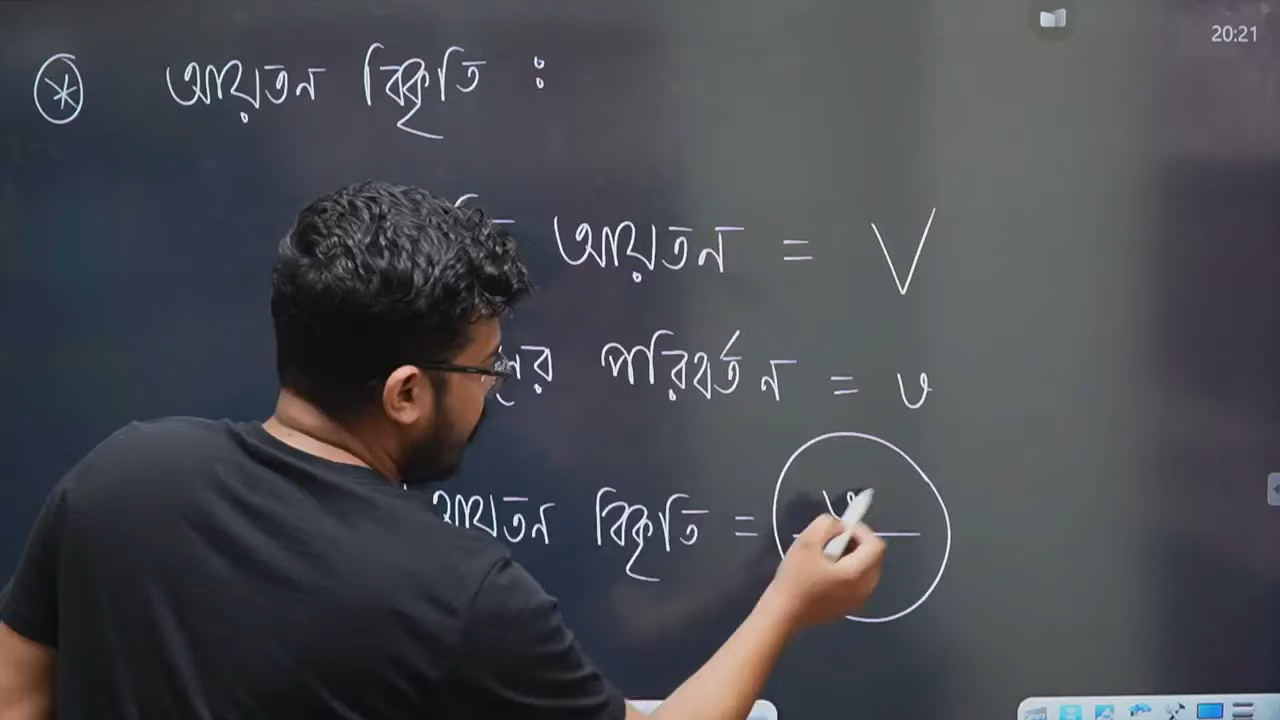 20:21
* আয়তন বিকৃতি :
আয়তন = V
পরিবর্তন = v
আয়তন বিকৃতি = v